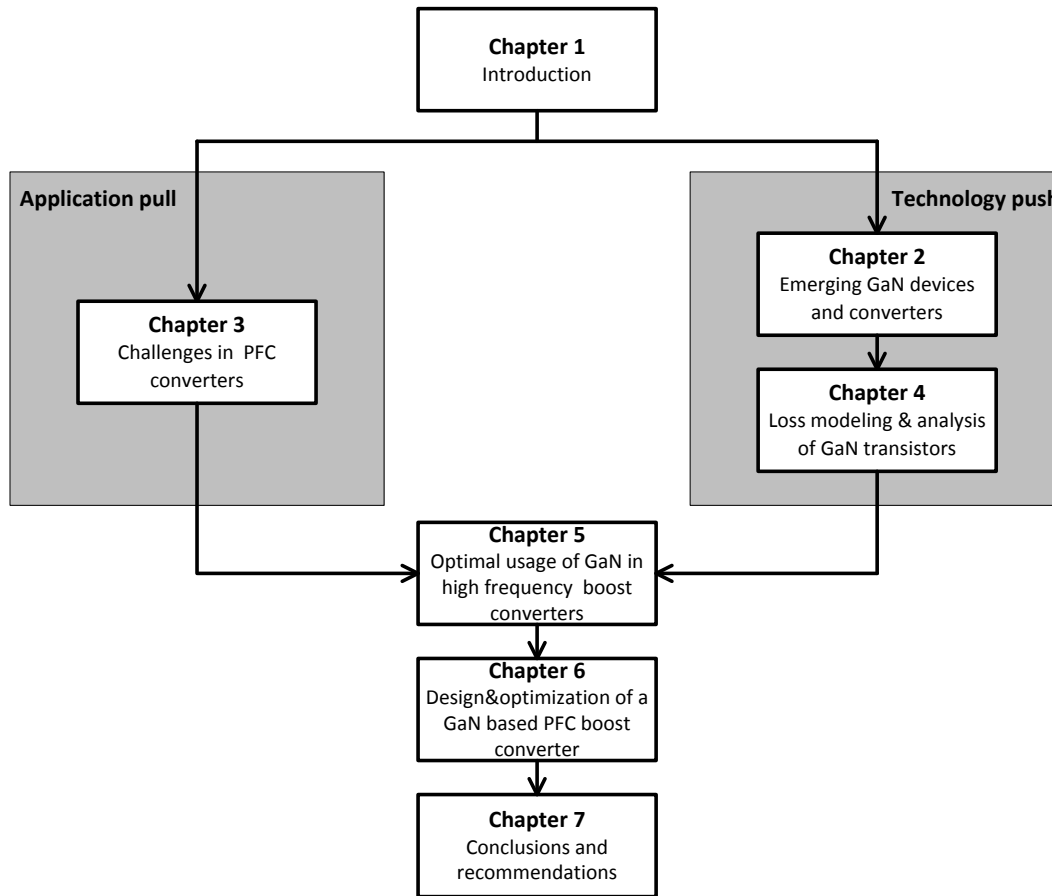 Chapter 1
Introduction
Application pull
Technology push
Chapter 2
Emerging GaN devices
and converters
Chapter 3
Challenges in  PFC
converters
Chapter 4
Loss modeling & analysis
of GaN transistors
Chapter 5
Optimal usage of GaN in
high frequency  boost
converters
Chapter 6
Design&optimization of a
GaN based PFC boost
converter
Chapter 7
Conclusions and
recommendations